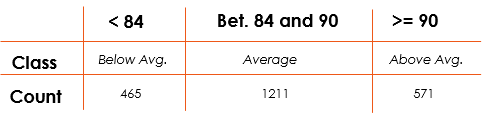 < 84 Bet. 84 and 90 >= 90
Class Below Avg. Average Above Avg.
Count 465 1211 571